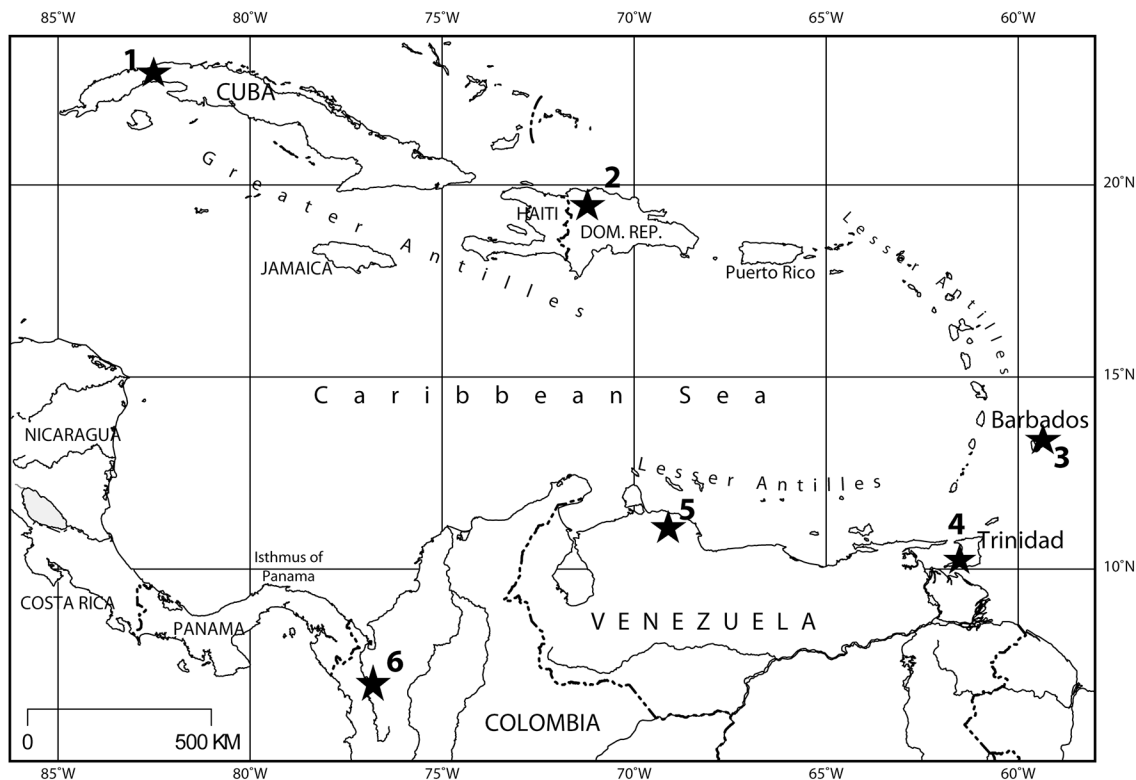 85˚W 80˚W 75˚W 70˚W 65˚W 60˚W
1
CUBA
Greater Antilles
2
20˚N
HAITI
DOM. REP.
JAMAICA
Puerto Rico
Lesser Antilles
15˚N
Caribbean Sea
Barbados
3
NICARAGUA
Lesser Antilles
5
4
Trinidad
Isthmus of
Panama
10˚N
COSTA RICA
PANAMA
VENEZUELA
6
COLOMBIA
0 500 KM
85˚W 80˚W 75˚W 70˚W 65˚W 60˚W